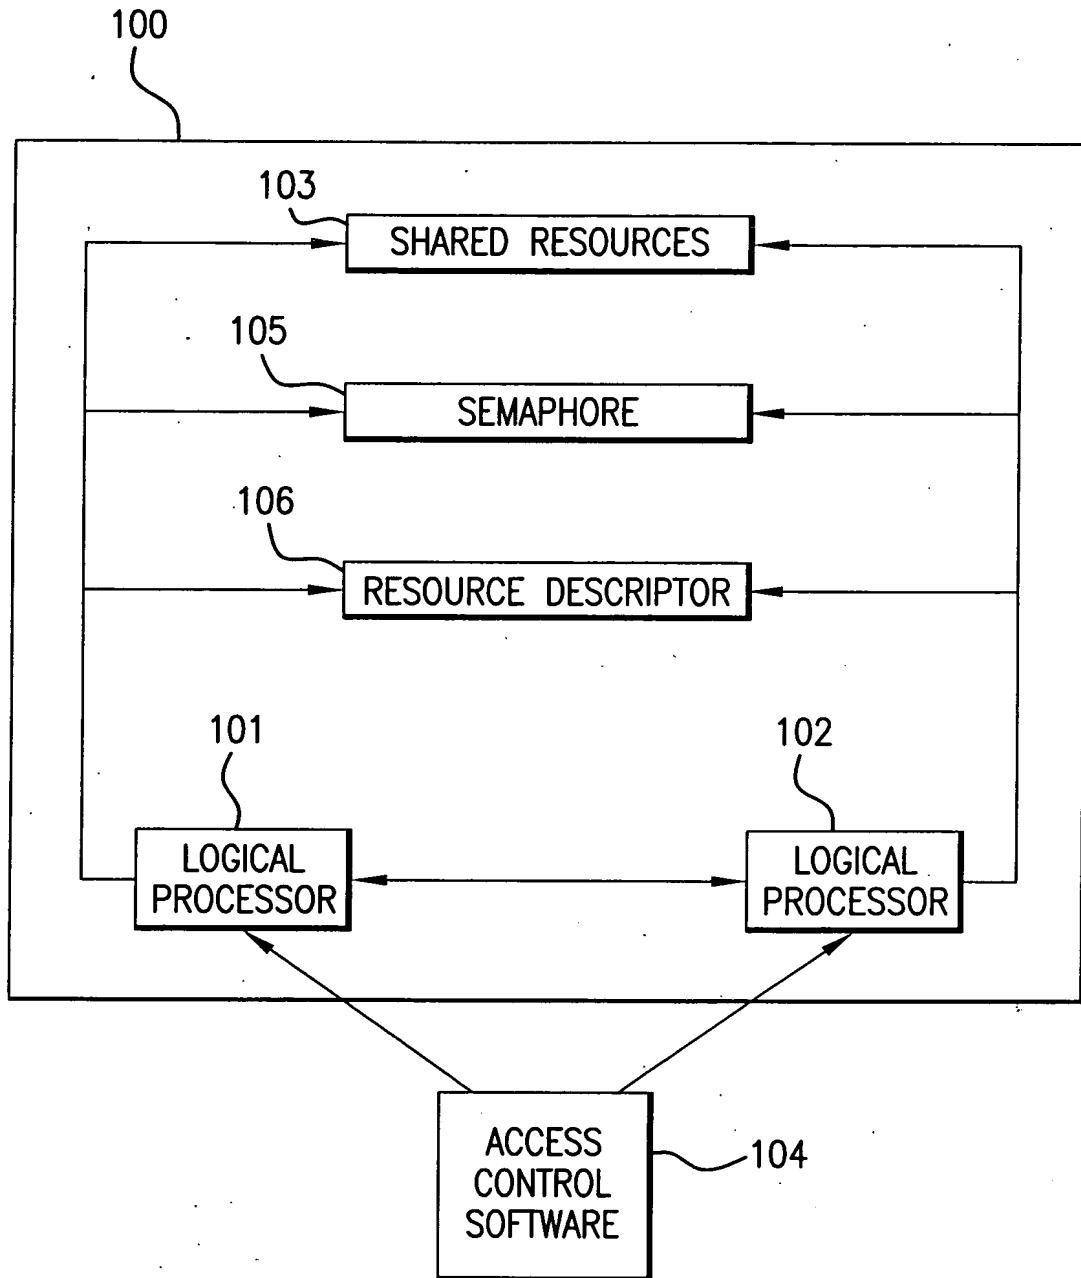 100
103
SHARED RESOURCES
105
SEMAPHORE
106
RESOURCE DESCRIPTOR
101
102
LOGICAL
PROCESSOR
LOGICAL
PROCESSOR
ACCESS
CONTROL
SOFTWARE
104